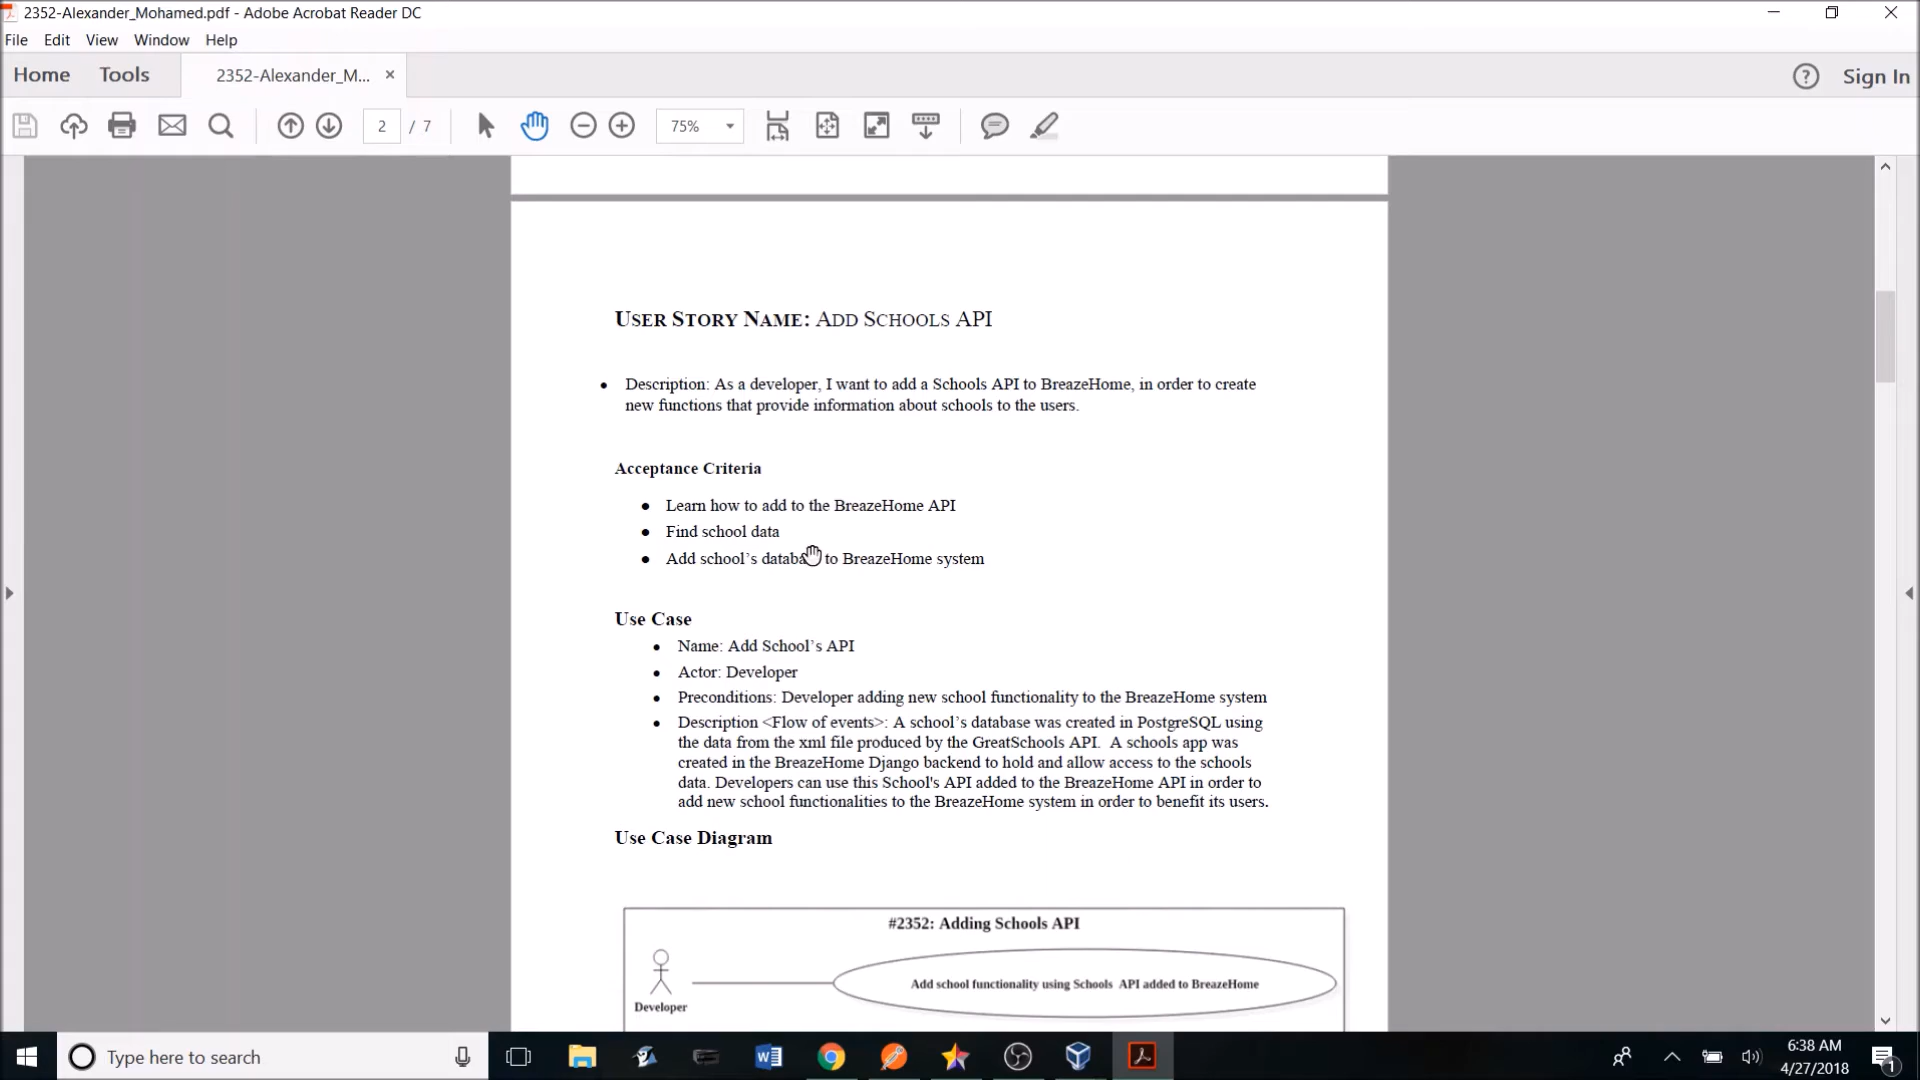 2352-Alexander_Mohamed.pdf - Adobe Acrobat Reader DC
File Edit View Window Help
Home Tools 2352-Alexander_M... × ? Sign In
2 / 7 75%
USER STORY NAME: ADD SCHOOLS API
• Description: As a developer, I want to add a Schools API to BreazeHome, in order to create
new functions that provide information about schools to the users.
Acceptance Criteria
● Learn how to add to the BreazeHome API
● Find school data
● Add school’s databa to BreazeHome system
Use Case
• Name: Add School’s API
• Actor: Developer
• Preconditions: Developer adding new school functionality to the BreazeHome system
• Description <Flow of events>: A school’s database was created in PostgreSQL using
the data from the xml file produced by the GreatSchools API. A schools app was
created in the BreazeHome Django backend to hold and allow access to the schools
data. Developers can use this School's API added to the BreazeHome API in order to
add new school functionalities to the BreazeHome system in order to benefit its users.
Use Case Diagram
#2352: Adding Schools API
Add school functionality using Schools API added to BreazeHome
Developer
Type here to search
6:38 AM
4/27/2018
1